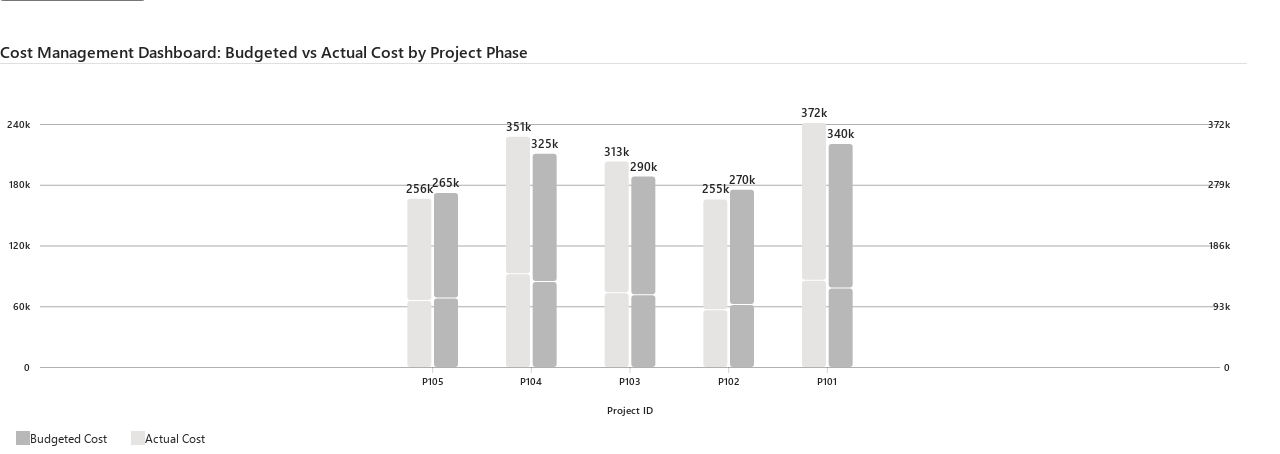 Cost Management Dashboard: Budgeted vs Actual Cost by Project Phase
372k
240k
351k
372k
340k
325k
313k
290k
180k
256k
265k
255k
270k
279k
120k
186k
60k
93k
0
0
P105
P104
P103
P102
P101
Project ID
Budgeted Cost
Actual Cost